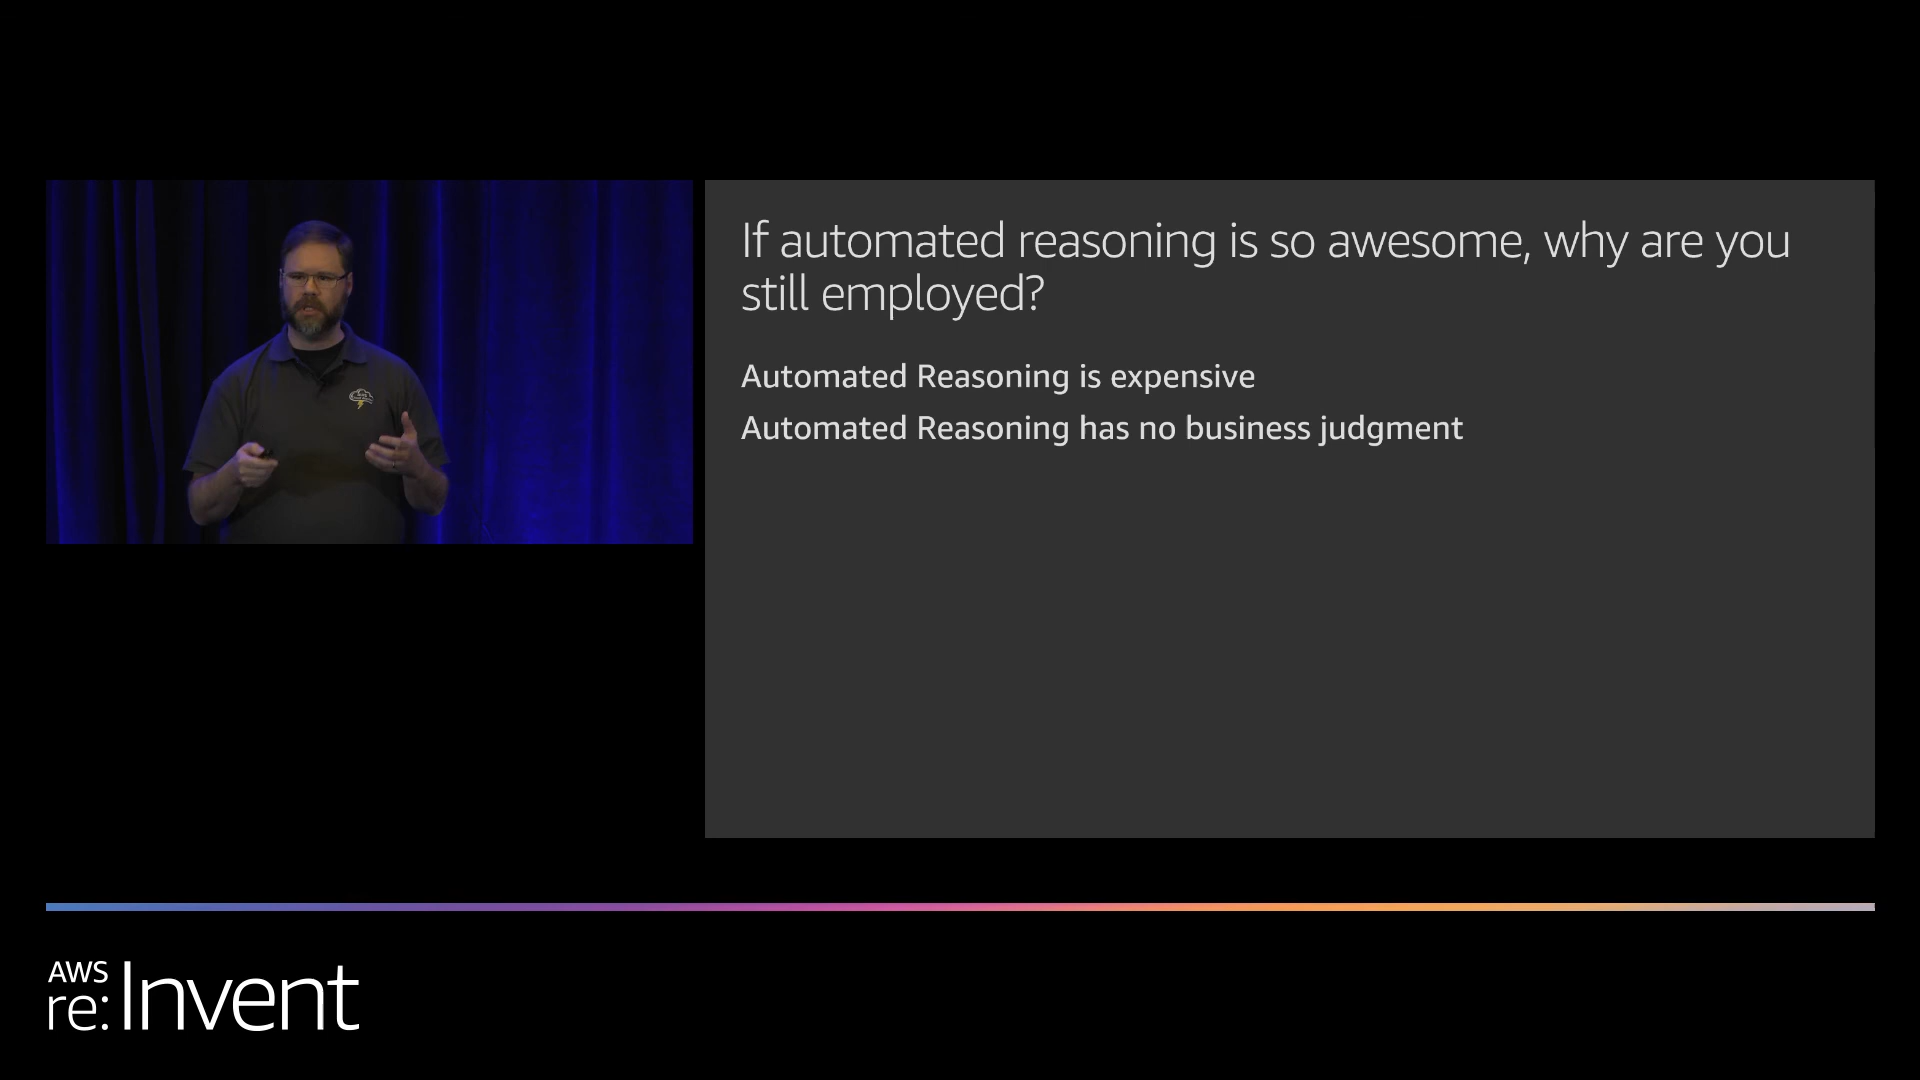 If automated reasoning is so awesome, why are you
still employed?
Automated Reasoning is expensive
Automated Reasoning has no business judgment
AWS
re:Invent